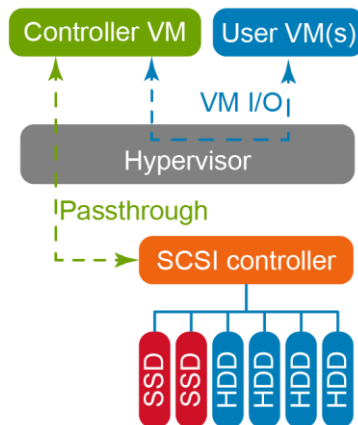 Controller VM
User VM(s)
VM I/O
Hypervisor
Passthrough
SCSI controller
SSD
SSD
HDD
HDD
HDD
HDD